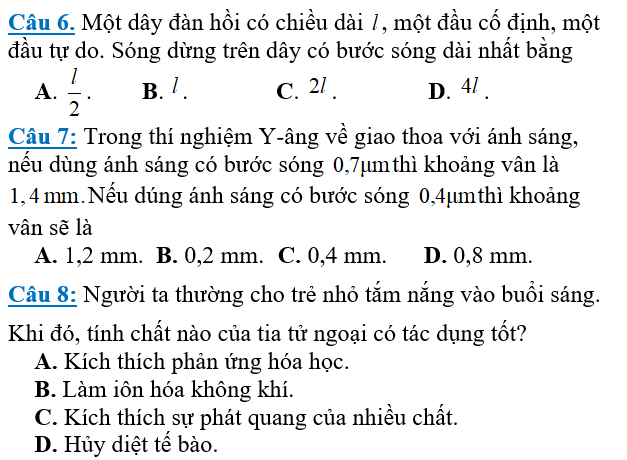 Câu 6. Một dây đàn hồi có chiều dài l, một đầu cố định, một
đầu tự do. Sóng dừng trên dây có bước sóng dài nhất bằng
A. l/2. B. l. C. 2l. D. 4l.
Câu 7: Trong thí nghiệm Y-âng về giao thoa với ánh sáng,
nếu dùng ánh sáng có bước sóng 0,7μm thì khoảng vân là
1,4 mm. Nếu dúng ánh sáng có bước sóng 0,4μm thì khoảng
vân sẽ là
A. 1,2 mm. B. 0,2 mm. C. 0,4 mm. D. 0,8 mm.
Câu 8: Người ta thường cho trẻ nhỏ tắm nắng vào buổi sáng.
Khi đó, tính chất nào của tia tử ngoại có tác dụng tốt?
A. Kích thích phản ứng hóa học.
B. Làm iôn hóa không khí.
C. Kích thích sự phát quang của nhiều chất.
D. Hủy diệt tế bào.